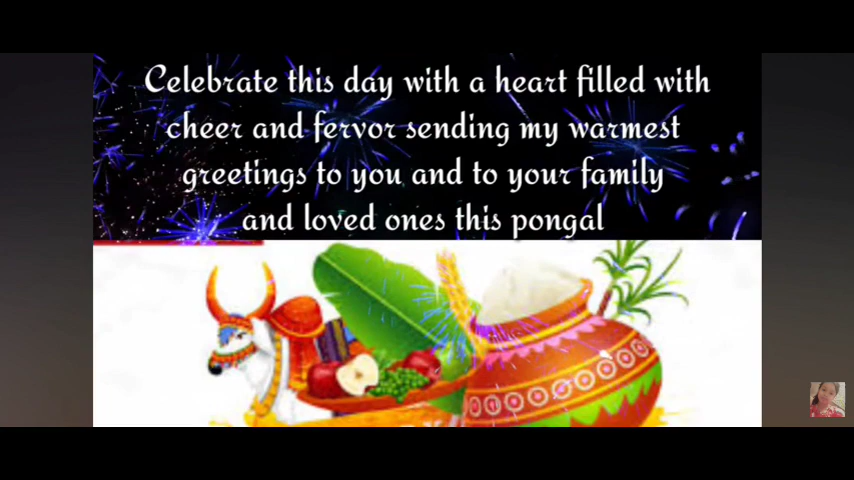 Celebrate this day with a heart filled with
cheer and fervor sending my warmest
greetings to you and to your family
and loved ones this pongal